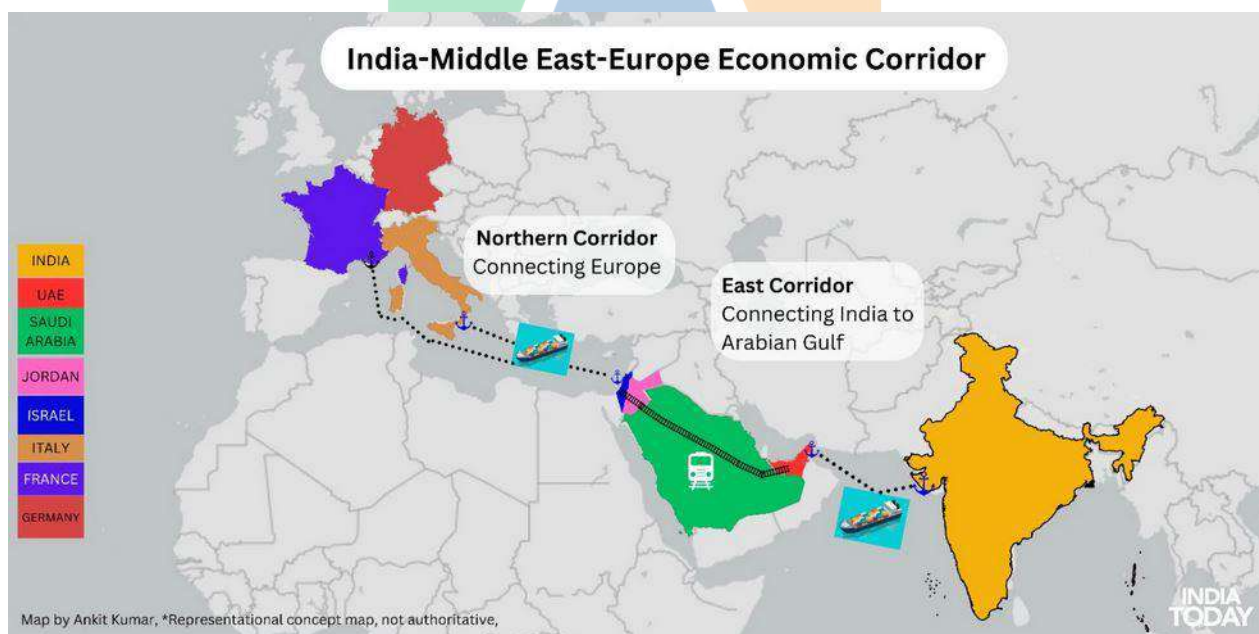 India-Middle East-Europe Economic Corridor
Northern Corridor
Connecting Europe
East Corridor
Connecting India to
Arabian Gulf
INDIA
UAE
SAUDI
ARABIA
JORDAN
ISRAEL
ITALY
FRANCE
GERMANY
Map by Ankit Kumar, *Representational concept map, not authoritative,
INDIA
TODAY